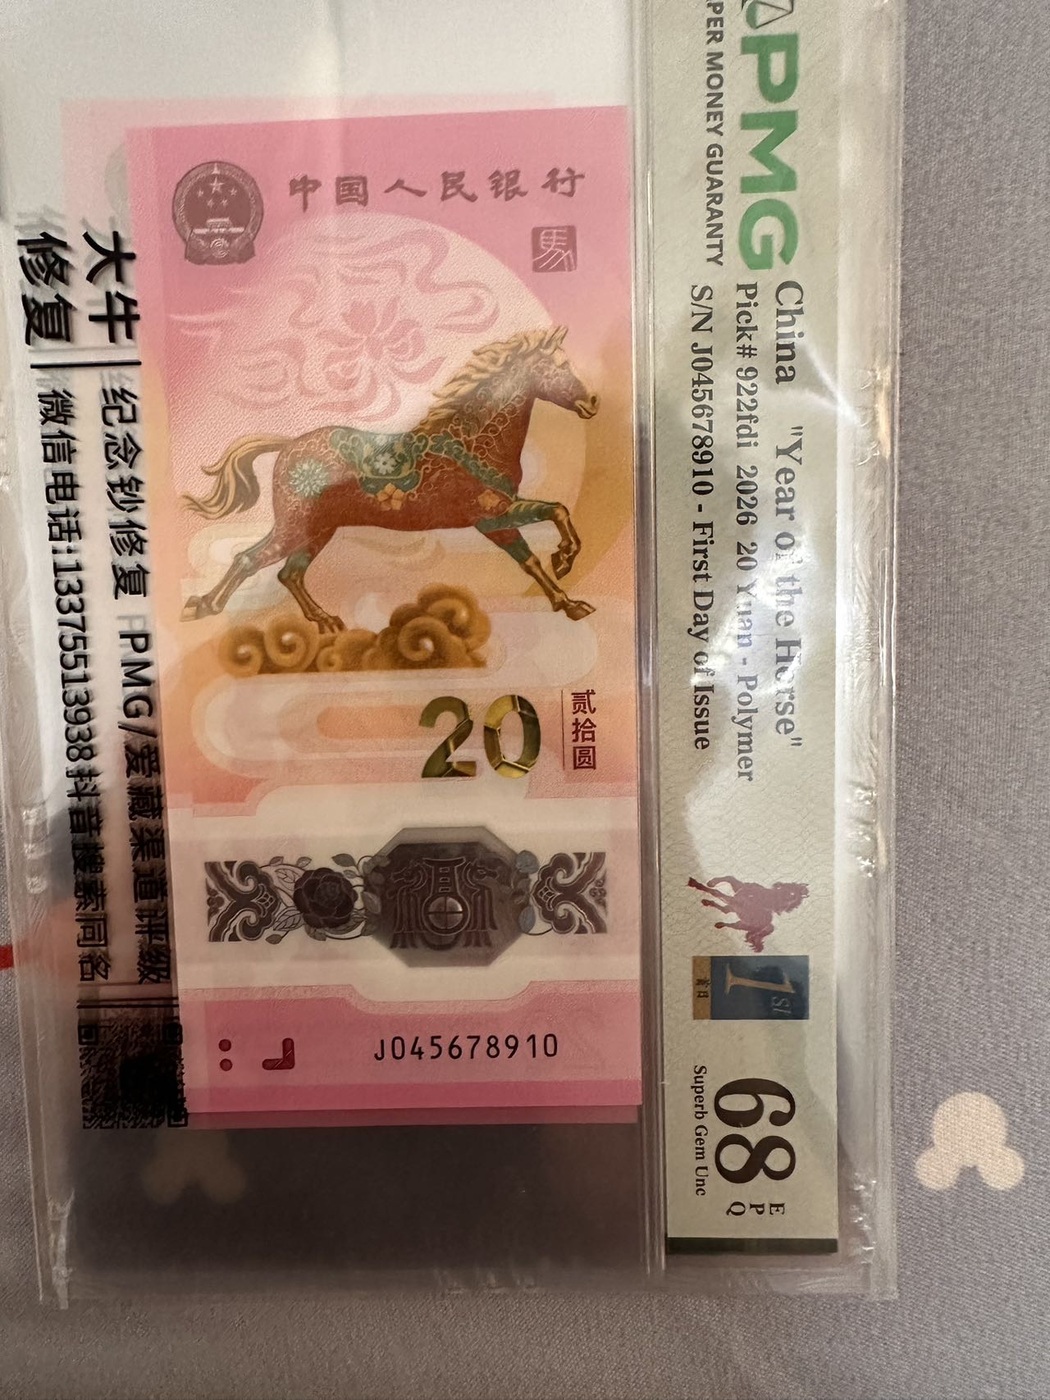 中国人民银行
馬
20
贰拾圆
J045678910
PMG
PAPER MONEY GUARANTY
China "Year of the Horse"
Pick# 922fdi 2026 20 Yuan - Polymer
S/N J045678910 - First Day of Issue
1st
首日
68
EPQ
Superb Gem Unc
大牛
修复
纪念钞修复 PMG/爱藏渠道评级
微信电话:13375513938抖音搜索同名